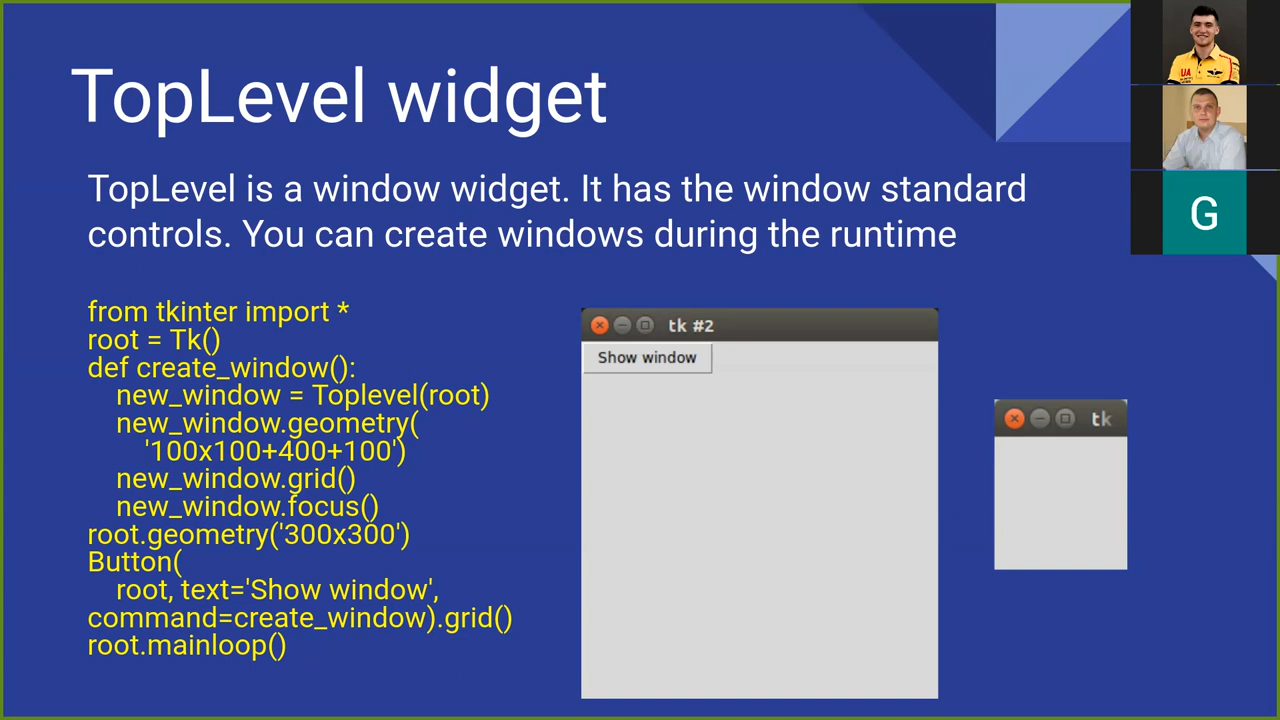 TopLevel widget
TopLevel is a window widget. It has the window standard
controls. You can create windows during the runtime
from tkinter import *
root = Tk()
def create_window():
    new_window = Toplevel(root)
    new_window.geometry(
        '100x100+400+100')
    new_window.grid()
    new_window.focus()
root.geometry('300x300')
Button(
    root, text='Show window',
command=create_window).grid()
root.mainloop()
tk #2
Show window
tk
UA
G